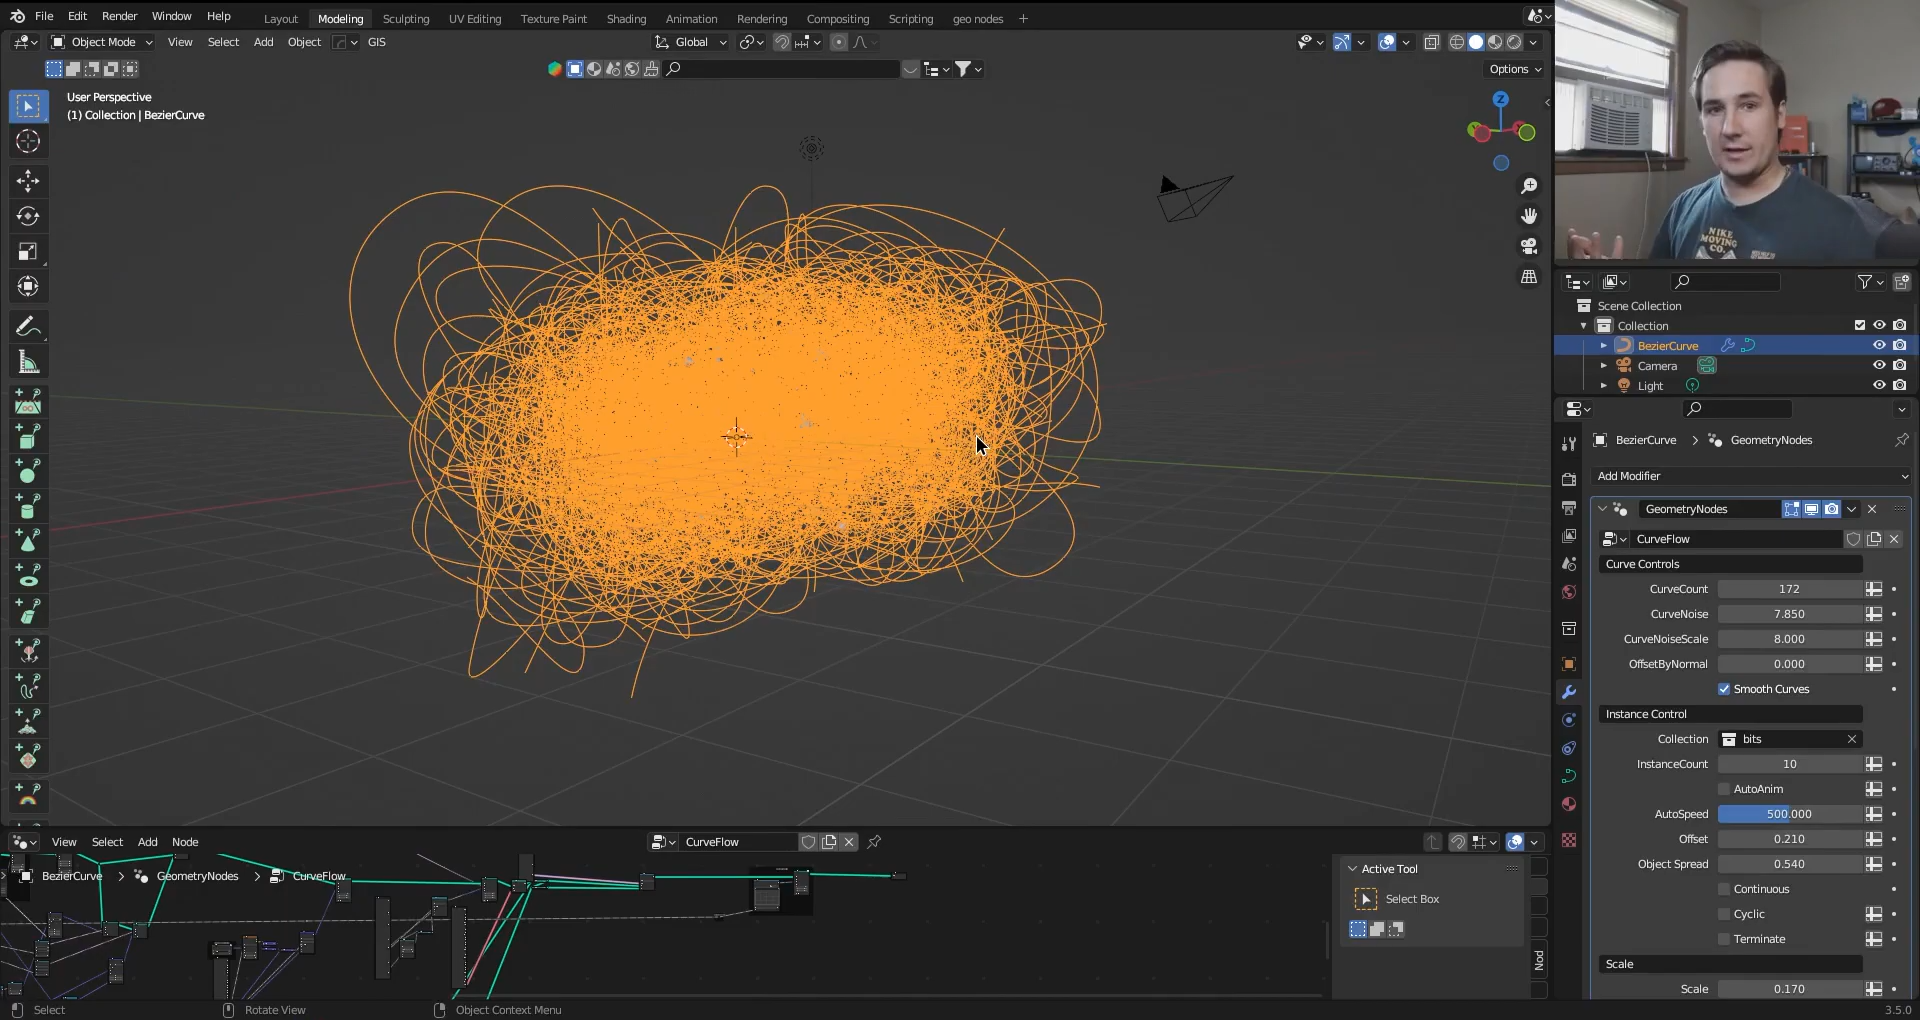 File Edit Render Window Help
Layout Modeling Sculpting UV Editing Texture Paint Shading Animation Rendering Compositing Scripting geo nodes +
Object Mode View Select Add Object GIS Global
Options
User Perspective
(1) Collection | BezierCurve
Z
NIKE
MOVING
CO.
Scene Collection
Collection
BezierCurve
Camera
Light
BezierCurve > GeometryNodes
Add Modifier
GeometryNodes
CurveFlow
Curve Controls
CurveCount 172
CurveNoise 7.850
CurveNoiseScale 8.000
OffsetByNormal 0.000
Smooth Curves
Instance Control
Collection bits
InstanceCount 10
AutoAnim
AutoSpeed 500.000
Offset 0.210
Object Spread 0.540
Continuous
Cyclic
Terminate
Scale
Scale 0.170
View Select Add Node CurveFlow
BezierCurve > GeometryNodes > CurveFlow
Active Tool
Select Box
Nod
Select Rotate View Object Context Menu 3.5.0